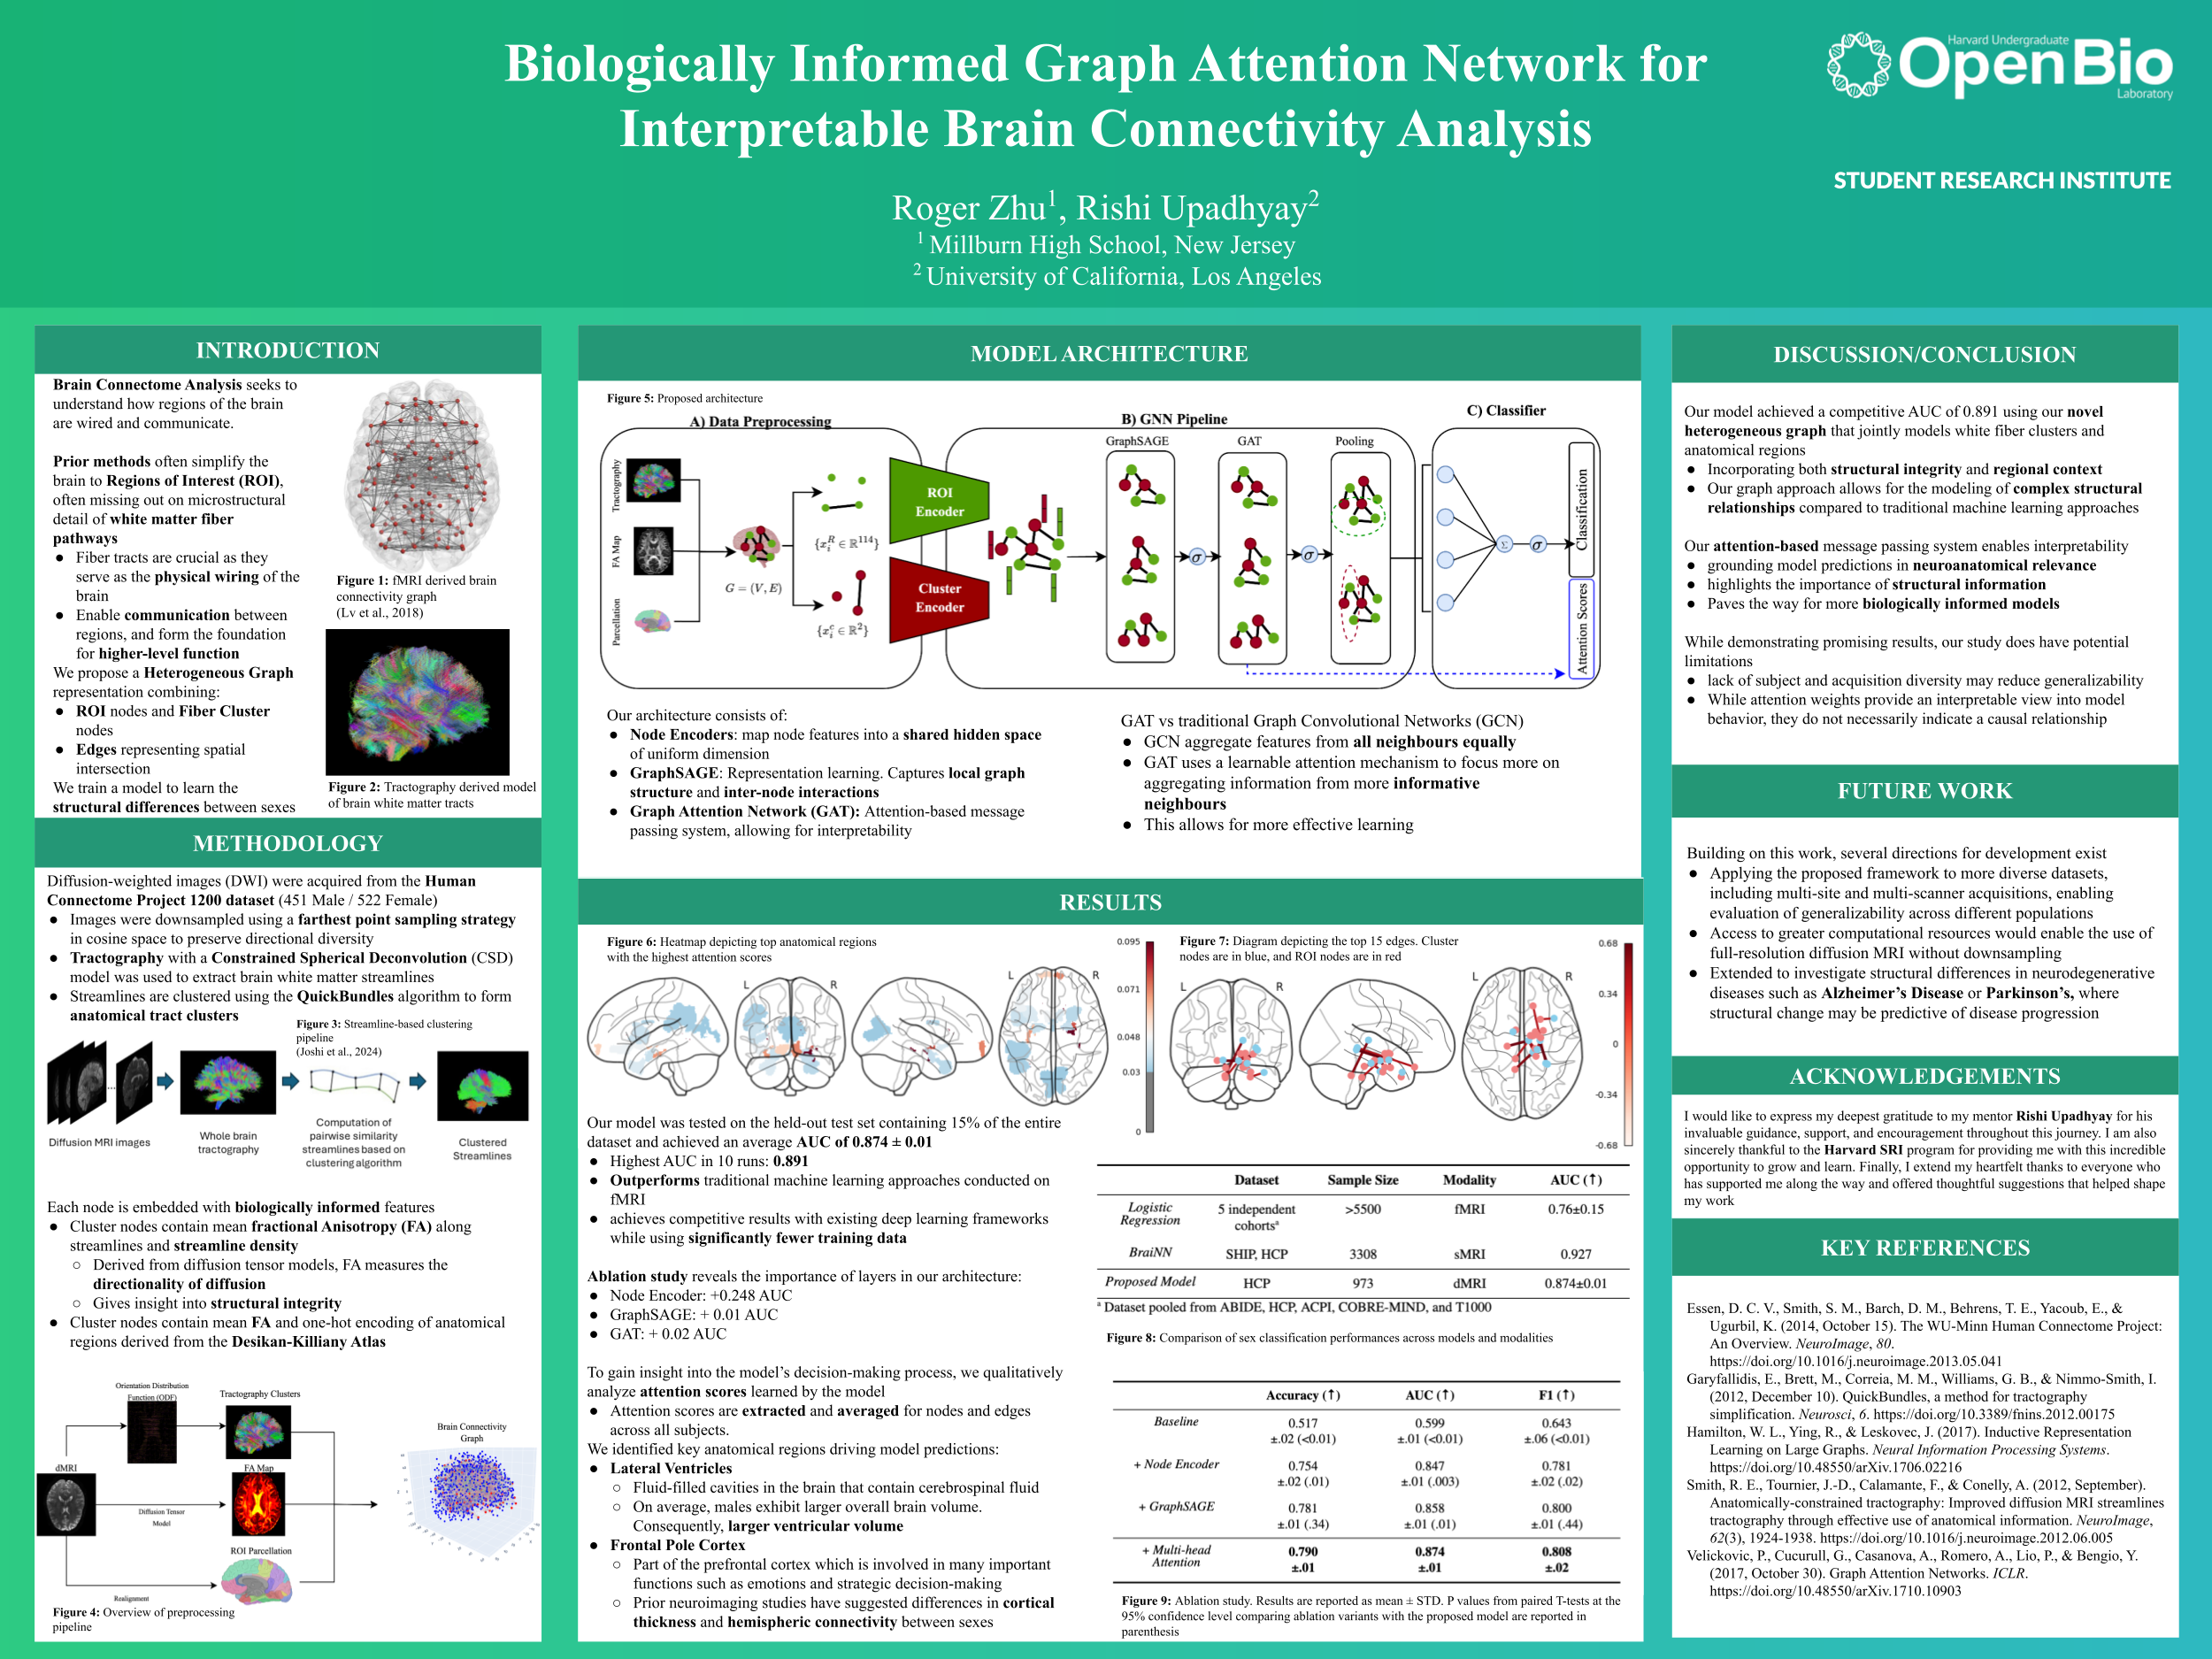 Biologically Informed Graph Attention Network for
Interpretable Brain Connectivity Analysis
Roger Zhu1, Rishi Upadhyay2
1 Millburn High School, New Jersey
2 University of California, Los Angeles
Harvard Undergraduate
OpenBio
Laboratory
STUDENT RESEARCH INSTITUTE
INTRODUCTION
Brain Connectome Analysis seeks to
understand how regions of the brain
are wired and communicate.
Prior methods often simplify the
brain to Regions of Interest (ROI),
often missing out on microstructural
detail of white matter fiber
pathways
● Fiber tracts are crucial as they
serve as the physical wiring of the
brain
● Enable communication between
regions, and form the foundation
for higher-level function
We propose a Heterogeneous Graph
representation combining:
● ROI nodes and Fiber Cluster
nodes
● Edges representing spatial
intersection
We train a model to learn the
structural differences between sexes
Figure 1: fMRI derived brain
connectivity graph
(Lv et al., 2018)
Figure 2: Tractography derived model
of brain white matter tracts
METHODOLOGY
Diffusion-weighted images (DWI) were acquired from the Human
Connectome Project 1200 dataset (451 Male / 522 Female)
● Images were downsampled using a farthest point sampling strategy
in cosine space to preserve directional diversity
● Tractography with a Constrained Spherical Deconvolution (CSD)
model was used to extract brain white matter streamlines
● Streamlines are clustered using the QuickBundles algorithm to form
anatomical tract clusters
Figure 3: Streamline-based clustering
pipeline
(Joshi et al., 2024)
...
Diffusion MRI images
Whole brain
tractography
Computation of
pairwise similarity
streamlines based on
clustering algorithm
Clustered
Streamlines
Each node is embedded with biologically informed features
● Cluster nodes contain mean fractional Anisotropy (FA) along
streamlines and streamline density
○ Derived from diffusion tensor models, FA measures the
directionality of diffusion
○ Gives insight into structural integrity
● Cluster nodes contain mean FA and one-hot encoding of anatomical
regions derived from the Desikan-Killiany Atlas
Orientation Distribution
Function (ODF)
Tractography Clusters
Brain Connectivity
Graph
dMRI
FA Map
Diffusion Tensor
Model
ROI Parcellation
Realignment
Figure 4: Overview of preprocessing
pipeline
MODEL ARCHITECTURE
Figure 5: Proposed architecture
A) Data Preprocessing
B) GNN Pipeline
C) Classifier
Tractography
FA Map
Parcellation
G = (V, E)
{x_i^R ∈ ℝ^114}
{x_i^c ∈ ℝ^2}
ROI
Encoder
Cluster
Encoder
GraphSAGE
GAT
Pooling
σ
σ
Σ
σ
Classification
Attention Scores
Our architecture consists of:
● Node Encoders: map node features into a shared hidden space
of uniform dimension
● GraphSAGE: Representation learning. Captures local graph
structure and inter-node interactions
● Graph Attention Network (GAT): Attention-based message
passing system, allowing for interpretability
GAT vs traditional Graph Convolutional Networks (GCN)
● GCN aggregate features from all neighbours equally
● GAT uses a learnable attention mechanism to focus more on
aggregating information from more informative
neighbours
● This allows for more effective learning
RESULTS
Figure 6: Heatmap depicting top anatomical regions
with the highest attention scores
L R
L R
0.095
0.071
0.048
0.03
0
Figure 7: Diagram depicting the top 15 edges. Cluster
nodes are in blue, and ROI nodes are in red
L R
L R
0.68
0.34
0
-0.34
-0.68
Our model was tested on the held-out test set containing 15% of the entire
dataset and achieved an average AUC of 0.874 ± 0.01
● Highest AUC in 10 runs: 0.891
● Outperforms traditional machine learning approaches conducted on
fMRI
● achieves competitive results with existing deep learning frameworks
while using significantly fewer training data
Ablation study reveals the importance of layers in our architecture:
● Node Encoder: +0.248 AUC
● GraphSAGE: + 0.01 AUC
● GAT: + 0.02 AUC
To gain insight into the model's decision-making process, we qualitatively
analyze attention scores learned by the model
● Attention scores are extracted and averaged for nodes and edges
across all subjects.
We identified key anatomical regions driving model predictions:
● Lateral Ventricles
○ Fluid-filled cavities in the brain that contain cerebrospinal fluid
○ On average, males exhibit larger overall brain volume.
Consequently, larger ventricular volume
● Frontal Pole Cortex
○ Part of the prefrontal cortex which is involved in many important
functions such as emotions and strategic decision-making
○ Prior neuroimaging studies have suggested differences in cortical
thickness and hemispheric connectivity between sexes
Dataset Sample Size Modality AUC (↑)
Logistic Regression 5 independent cohortsa >5500 fMRI 0.76±0.15
BraiNN SHIP, HCP 3308 sMRI 0.927
Proposed Model HCP 973 dMRI 0.874±0.01
a Dataset pooled from ABIDE, HCP, ACPI, COBRE-MIND, and T1000
Figure 8: Comparison of sex classification performances across models and modalities
Accuracy (↑) AUC (↑) F1 (↑)
Baseline 0.517 0.599 0.643
±.02 (<0.01) ±.01 (<0.01) ±.06 (<0.01)
+ Node Encoder 0.754 0.847 0.781
±.02 (.01) ±.01 (.003) ±.02 (.02)
+ GraphSAGE 0.781 0.858 0.800
±.01 (.34) ±.01 (.01) ±.01 (.44)
+ Multi-head Attention 0.790 0.874 0.808
±.01 ±.01 ±.02
Figure 9: Ablation study. Results are reported as mean ± STD. P values from paired T-tests at the
95% confidence level comparing ablation variants with the proposed model are reported in
parenthesis
DISCUSSION/CONCLUSION
Our model achieved a competitive AUC of 0.891 using our novel
heterogeneous graph that jointly models white fiber clusters and
anatomical regions
● Incorporating both structural integrity and regional context
● Our graph approach allows for the modeling of complex structural
relationships compared to traditional machine learning approaches
Our attention-based message passing system enables interpretability
● grounding model predictions in neuroanatomical relevance
● highlights the importance of structural information
● Paves the way for more biologically informed models
While demonstrating promising results, our study does have potential
limitations
● lack of subject and acquisition diversity may reduce generalizability
● While attention weights provide an interpretable view into model
behavior, they do not necessarily indicate a causal relationship
FUTURE WORK
Building on this work, several directions for development exist
● Applying the proposed framework to more diverse datasets,
including multi-site and multi-scanner acquisitions, enabling
evaluation of generalizability across different populations
● Access to greater computational resources would enable the use of
full-resolution diffusion MRI without downsampling
● Extended to investigate structural differences in neurodegenerative
diseases such as Alzheimer's Disease or Parkinson's, where
structural change may be predictive of disease progression
ACKNOWLEDGEMENTS
I would like to express my deepest gratitude to my mentor Rishi Upadhyay for his
invaluable guidance, support, and encouragement throughout this journey. I am also
sincerely thankful to the Harvard SRI program for providing me with this incredible
opportunity to grow and learn. Finally, I extend my heartfelt thanks to everyone who
has supported me along the way and offered thoughtful suggestions that helped shape
my work
KEY REFERENCES
Essen, D. C. V., Smith, S. M., Barch, D. M., Behrens, T. E., Yacoub, E., &
Ugurbil, K. (2014, October 15). The WU-Minn Human Connectome Project:
An Overview. NeuroImage, 80.
https://doi.org/10.1016/j.neuroimage.2013.05.041
Garyfallidis, E., Brett, M., Correia, M. M., Williams, G. B., & Nimmo-Smith, I.
(2012, December 10). QuickBundles, a method for tractography
simplification. Neurosci, 6. https://doi.org/10.3389/fnins.2012.00175
Hamilton, W. L., Ying, R., & Leskovec, J. (2017). Inductive Representation
Learning on Large Graphs. Neural Information Processing Systems.
https://doi.org/10.48550/arXiv.1706.02216
Smith, R. E., Tournier, J.-D., Calamante, F., & Conelly, A. (2012, September).
Anatomically-constrained tractography: Improved diffusion MRI streamlines
tractography through effective use of anatomical information. NeuroImage,
62(3), 1924-1938. https://doi.org/10.1016/j.neuroimage.2012.06.005
Velickovic, P., Cucurull, G., Casanova, A., Romero, A., Lio, P., & Bengio, Y.
(2017, October 30). Graph Attention Networks. ICLR.
https://doi.org/10.48550/arXiv.1710.10903